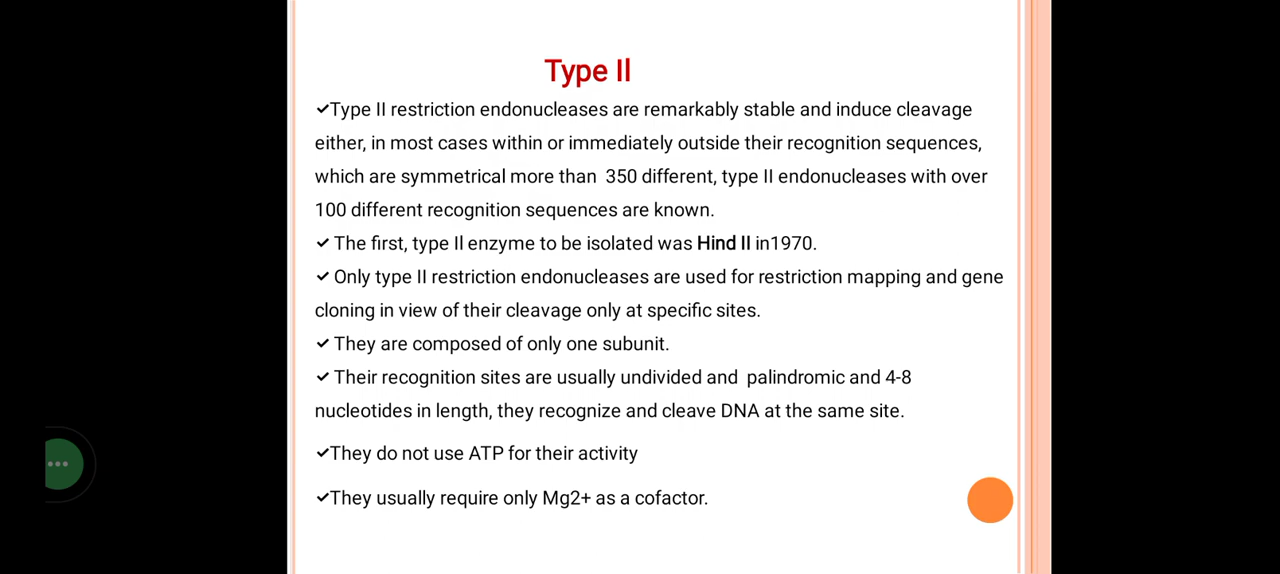 Type Il
✓Type II restriction endonucleases are remarkably stable and induce cleavage
either, in most cases within or immediately outside their recognition sequences,
which are symmetrical more than 350 different, type II endonucleases with over
100 different recognition sequences are known.
✓ The first, type Il enzyme to be isolated was Hind II in1970.
✓ Only type II restriction endonucleases are used for restriction mapping and gene
cloning in view of their cleavage only at specific sites.
✓ They are composed of only one subunit.
✓ Their recognition sites are usually undivided and palindromic and 4-8
nucleotides in length, they recognize and cleave DNA at the same site.
✓They do not use ATP for their activity
✓They usually require only Mg2+ as a cofactor.